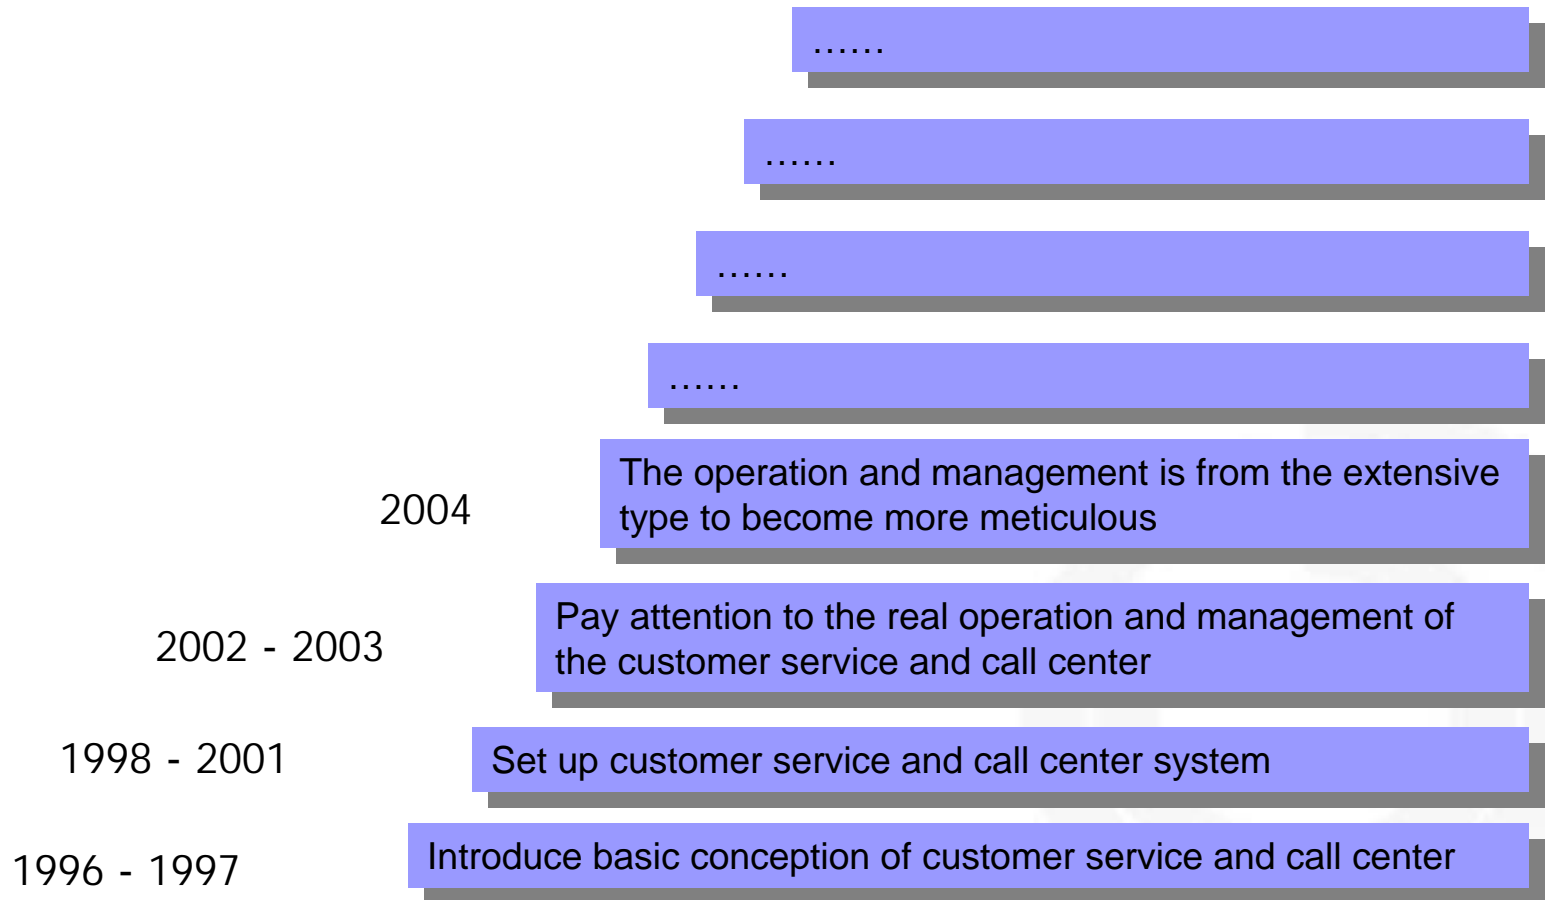 ……
……
……
……
2004
The operation and management is from the extensive
type to become more meticulous
2002 - 2003
Pay attention to the real operation and management of
the customer service and call center
1998 - 2001
Set up customer service and call center system
1996 - 1997
Introduce basic conception of customer service and call center